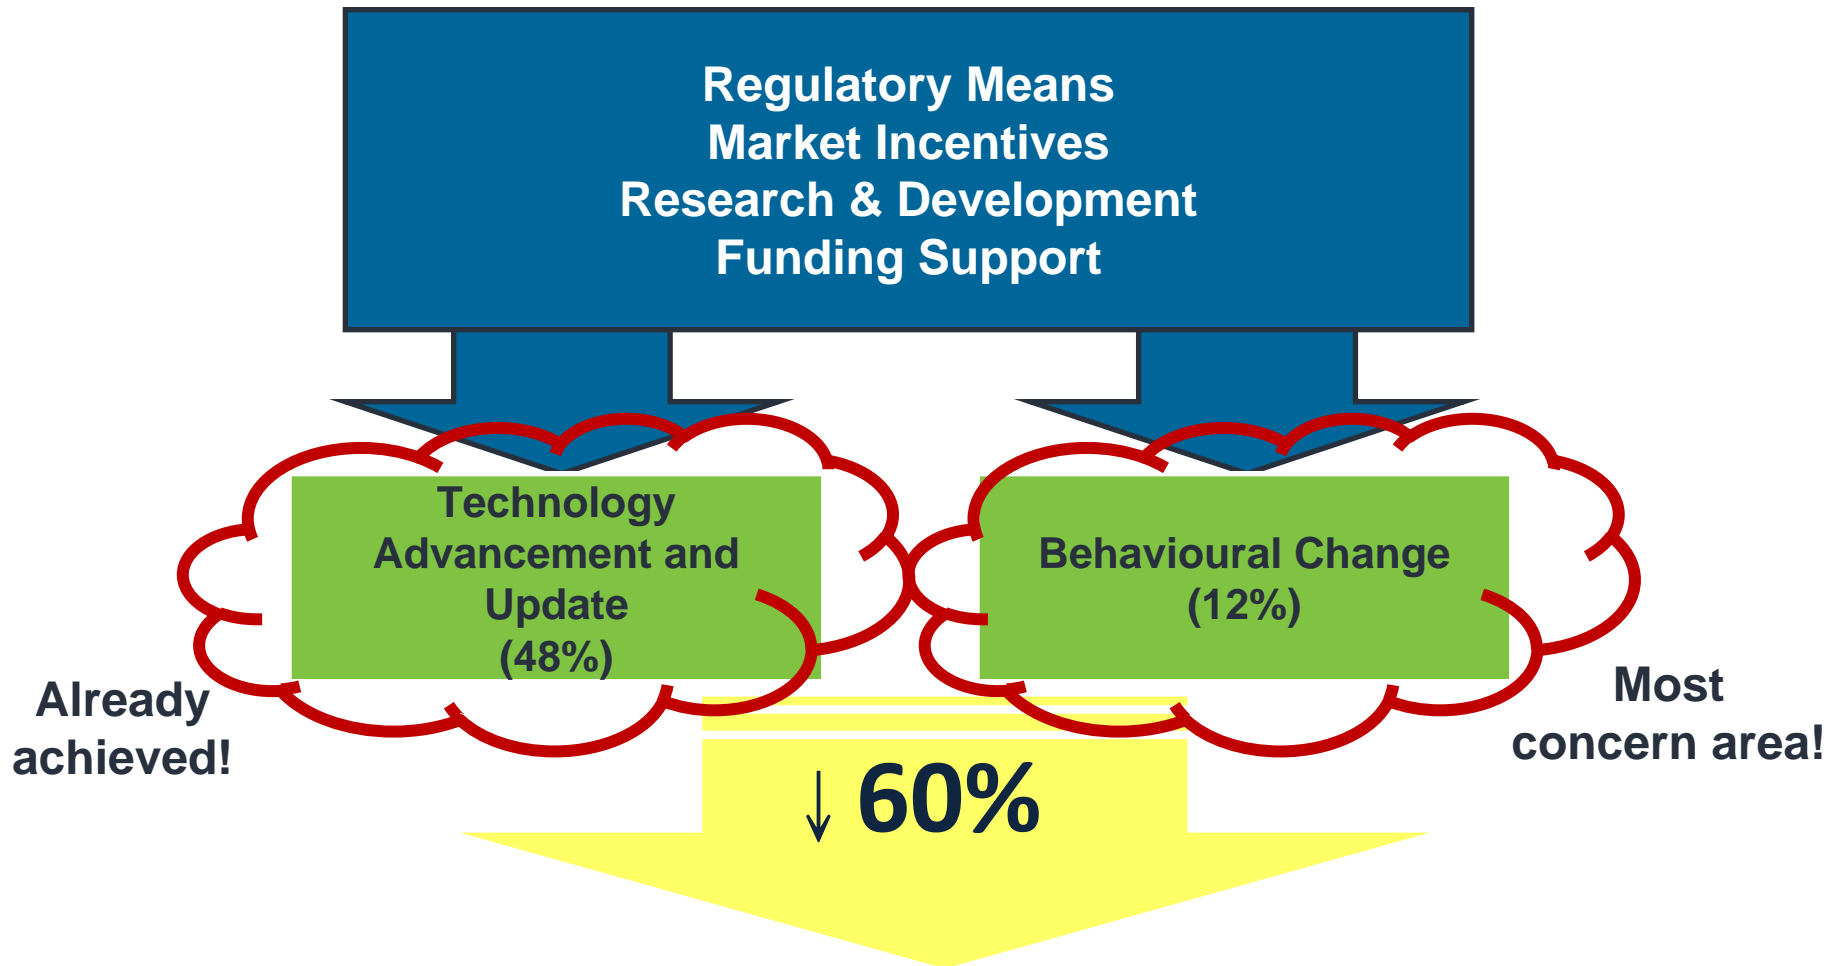 Regulatory Means
Market Incentives
Research & Development
Funding Support
Technology
Advancement and
Update
(48%)
Behavioural Change
(12%)
Already
achieved!
Most
concern area!
↓ 60%